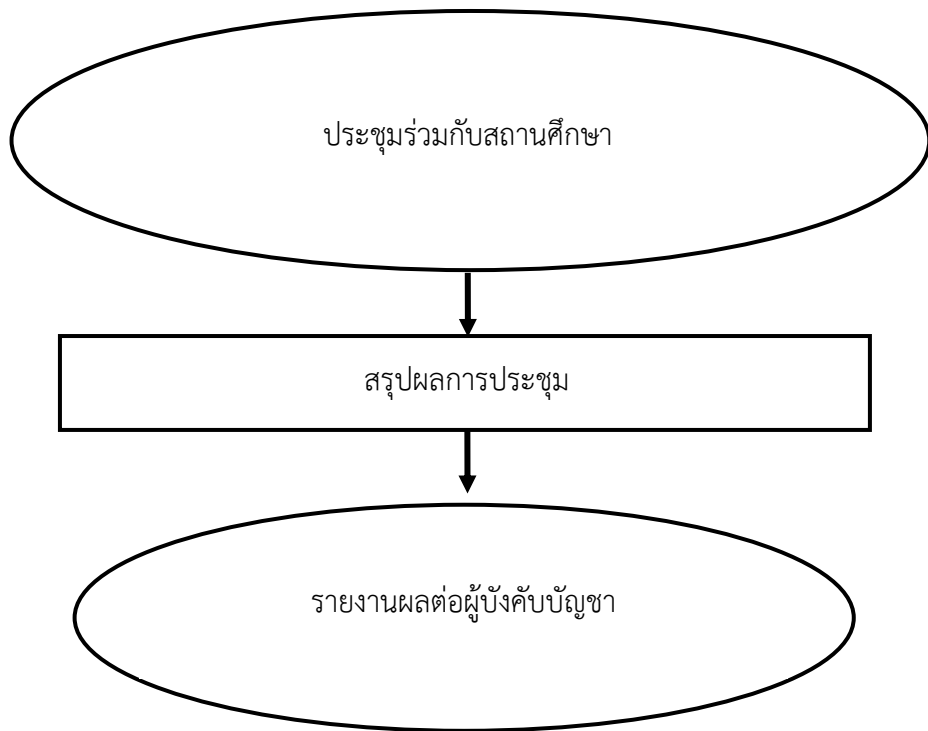 ประชุมร่วมกับสถานศึกษา
สรุปผลการประชุม
รายงานผลต่อผู้บังคับบัญชา